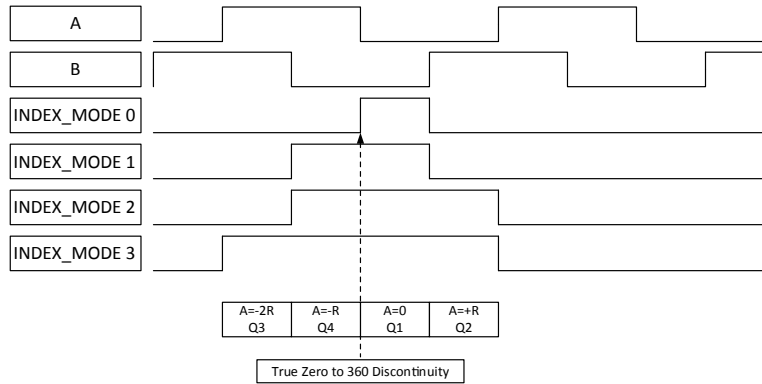 A
B
INDEX_MODE 0
INDEX_MODE 1
INDEX_MODE 2
INDEX_MODE 3
A=-2R A=-R A=0 A=+R
Q3 Q4 Q1 Q2
True Zero to 360 Discontinuity